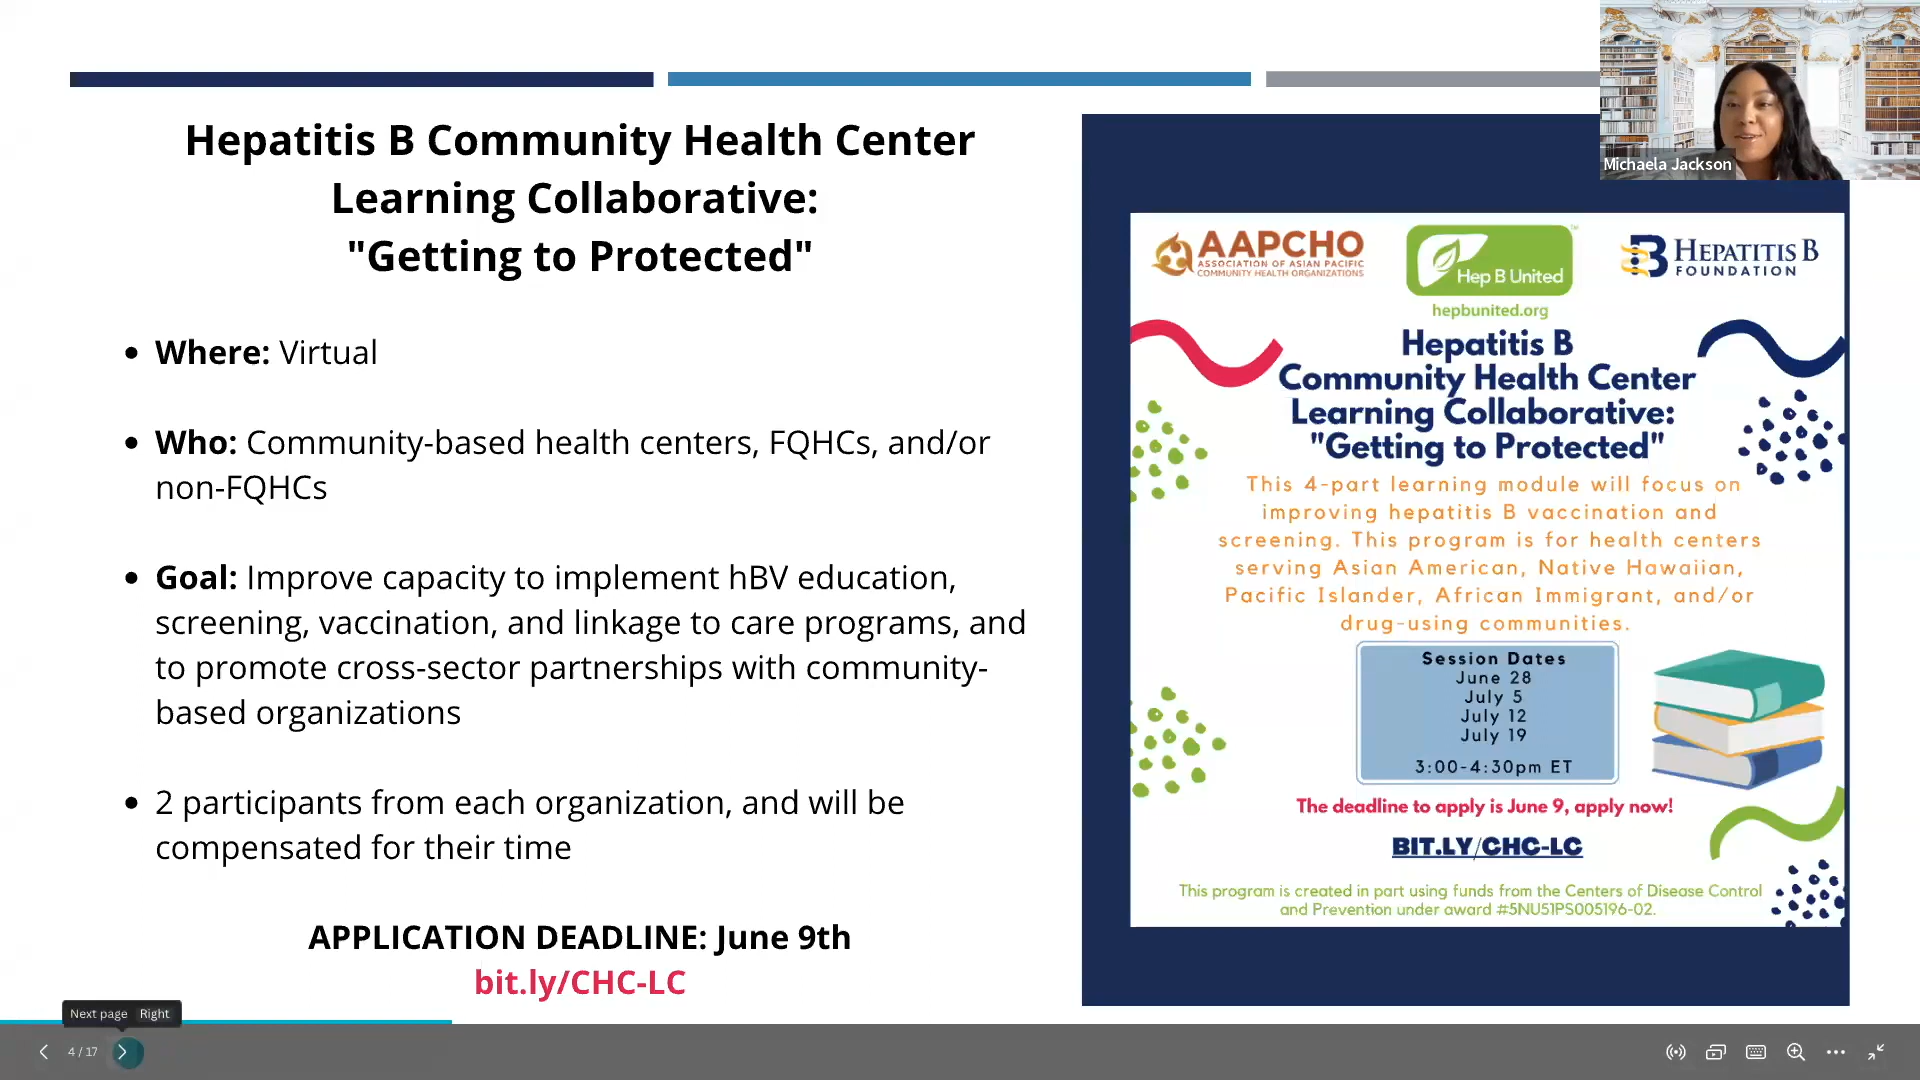 Hepatitis B Community Health Center
Learning Collaborative:
"Getting to Protected"
• Where: Virtual
• Who: Community-based health centers, FQHCs, and/or
non-FQHCs
• Goal: Improve capacity to implement hBV education,
screening, vaccination, and linkage to care programs, and
to promote cross-sector partnerships with community-
based organizations
• 2 participants from each organization, and will be
compensated for their time
APPLICATION DEADLINE: June 9th
bit.ly/CHC-LC
Michaela Jackson
AAPCHO
ASSOCIATION OF ASIAN PACIFIC
COMMUNITY HEALTH ORGANIZATIONS
Hep B United
TM
hepbunited.org
B HEPATITIS B
FOUNDATION
Hepatitis B
Community Health Center
Learning Collaborative:
"Getting to Protected"
This 4-part learning module will focus on
improving hepatitis B vaccination and
screening. This program is for health centers
serving Asian American, Native Hawaiian,
Pacific Islander, African Immigrant, and/or
drug-using communities.
Session Dates
June 28
July 5
July 12
July 19
3:00-4:30pm ET
The deadline to apply is June 9, apply now!
BIT.LY/CHC-LC
This program is created in part using funds from the Centers of Disease Control
and Prevention under award #5NU51PS005196-02.
Next page Right
4 / 17